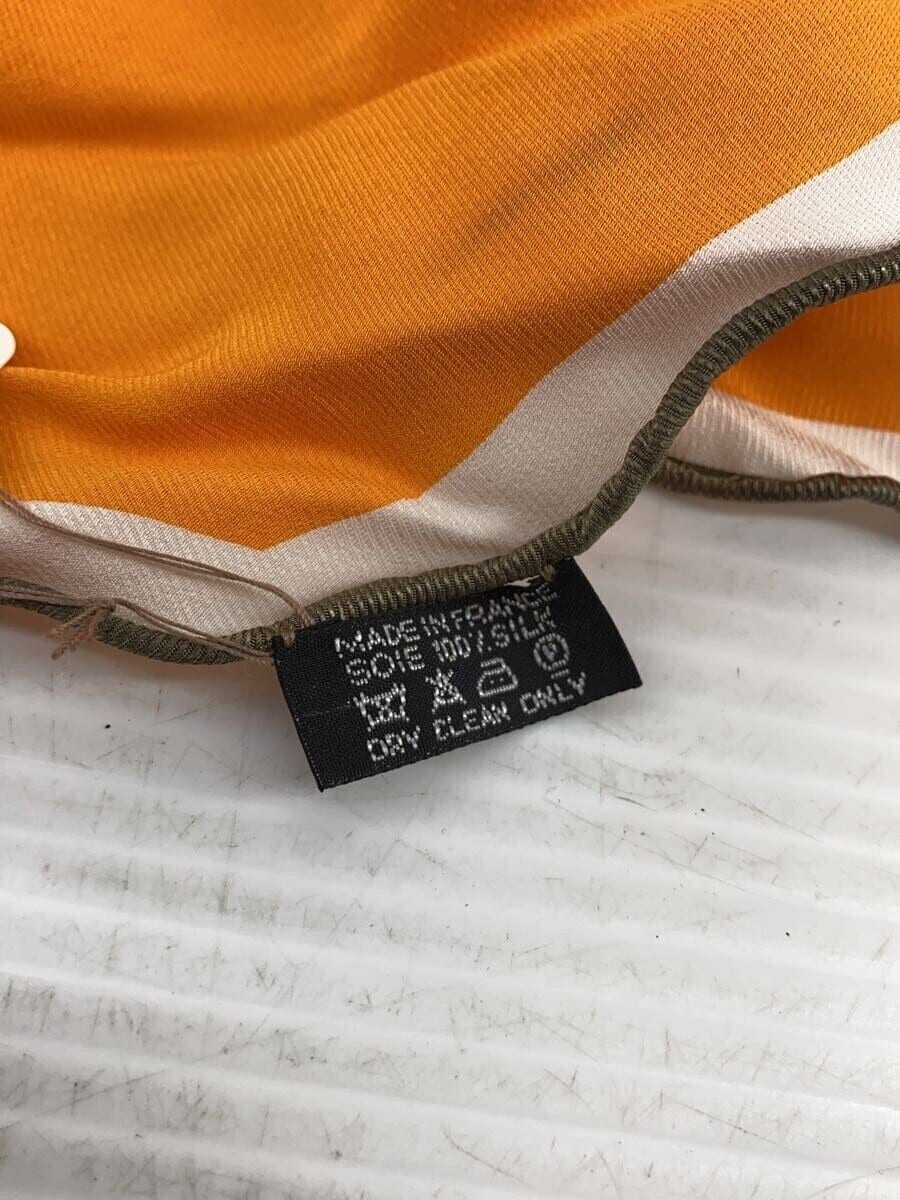 MADE IN FRANCE
SOIE 100% SILK
DRY CLEAN ONLY